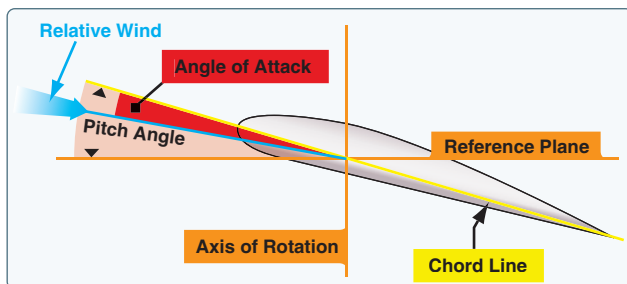 Relative Wind
Angle of Attack
Pitch Angle
Reference Plane
Axis of Rotation
Chord Line